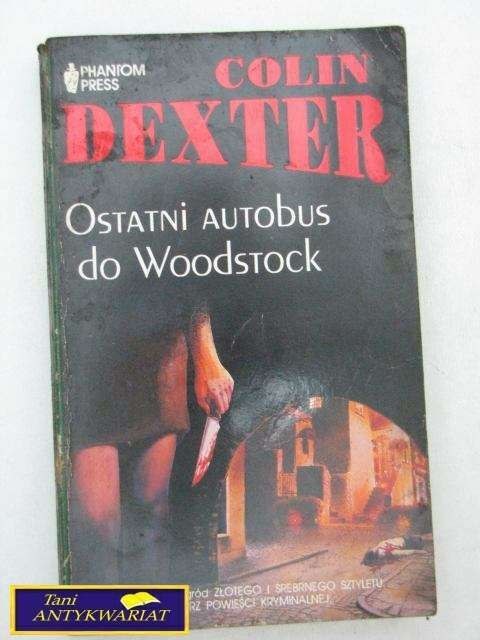 PHANTOM
PRESS
COLIN
DEXTER
OSTATNI AUTOBUS
DO WOODSTOCK
ZŁOTEGO I SREBRNEGO SZTYLETU
POWIEŚCI KRYMINALNEJ
Tani
ANTYKWARIAT